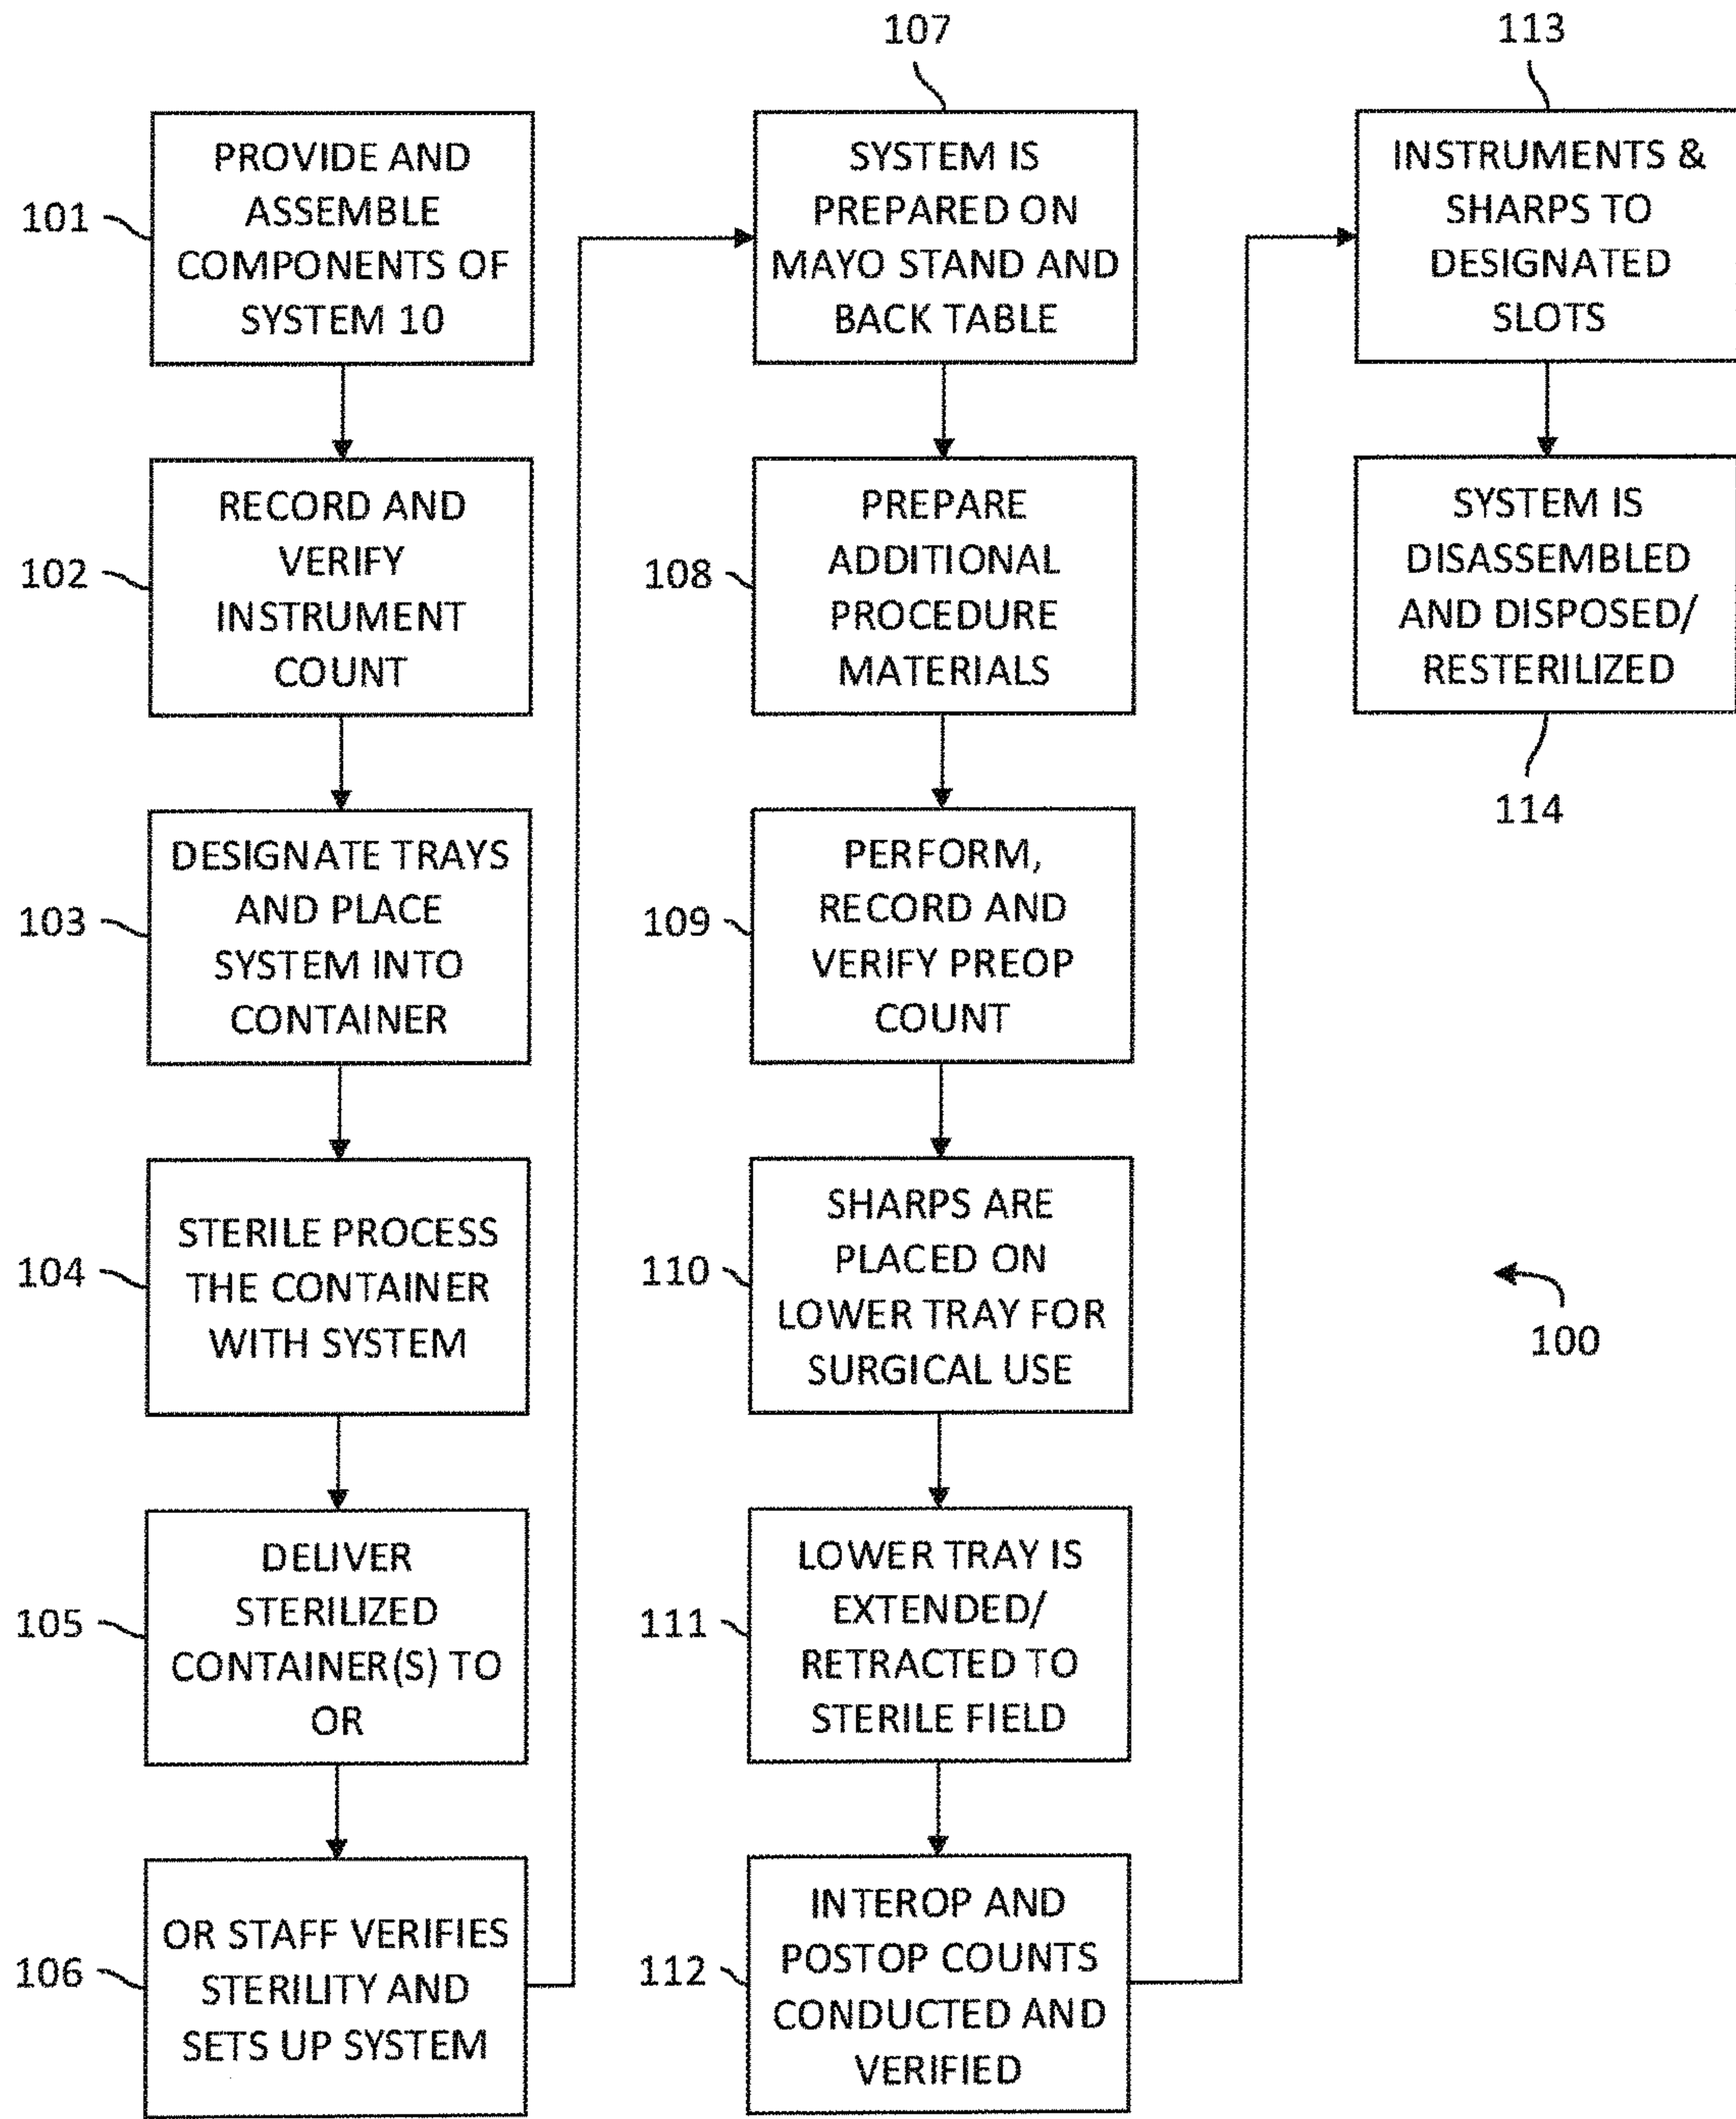 101
PROVIDE AND
ASSEMBLE
COMPONENTS OF
SYSTEM 10
102
RECORD AND
VERIFY
INSTRUMENT
COUNT
103
DESIGNATE TRAYS
AND PLACE
SYSTEM INTO
CONTAINER
104
STERILE PROCESS
THE CONTAINER
WITH SYSTEM
105
DELIVER
STERILIZED
CONTAINER(S) TO
OR
106
OR STAFF VERIFIES
STERILITY AND
SETS UP SYSTEM
107
SYSTEM IS
PREPARED ON
MAYO STAND AND
BACK TABLE
108
PREPARE
ADDITIONAL
PROCEDURE
MATERIALS
109
PERFORM,
RECORD AND
VERIFY PREOP
COUNT
110
SHARPS ARE
PLACED ON
LOWER TRAY FOR
SURGICAL USE
111
LOWER TRAY IS
EXTENDED/
RETRACTED TO
STERILE FIELD
112
INTEROP AND
POSTOP COUNTS
CONDUCTED AND
VERIFIED
113
INSTRUMENTS &
SHARPS TO
DESIGNATED
SLOTS
SYSTEM IS
DISASSEMBLED
AND DISPOSED/
RESTERILIZED
114
100